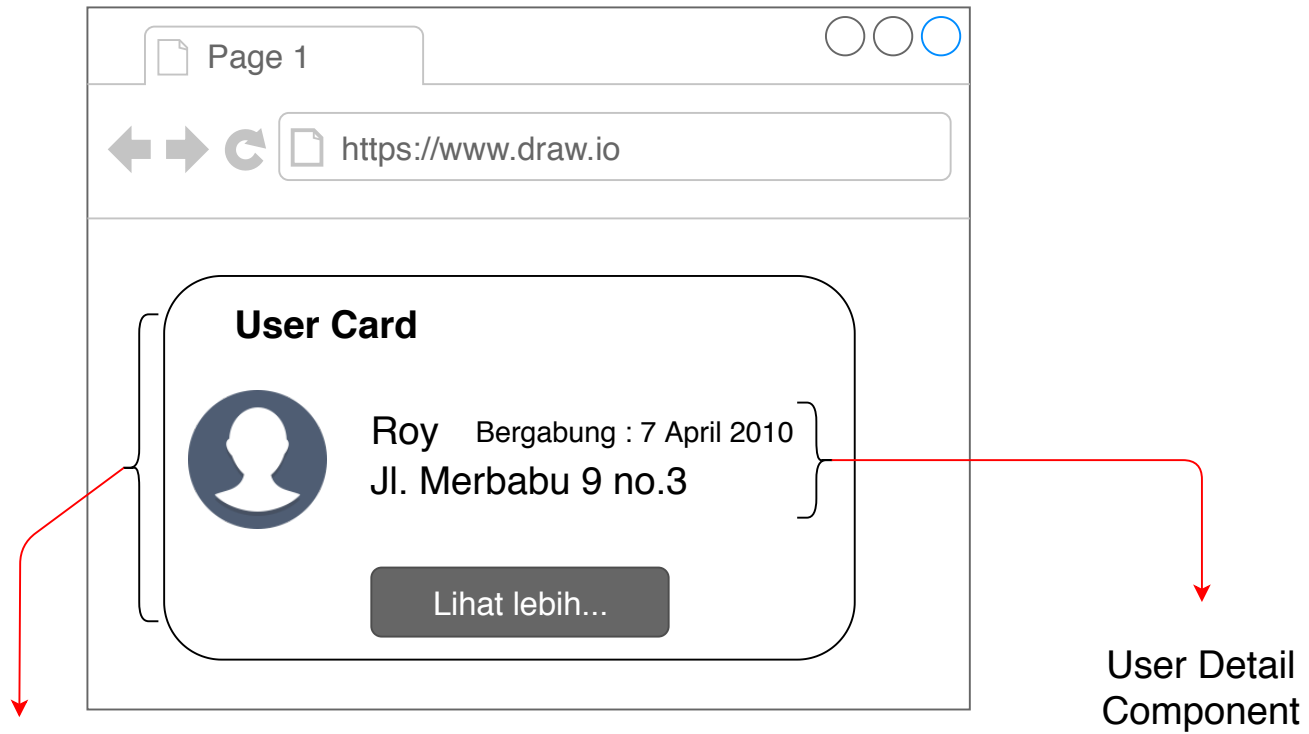 Page 1
https://www.draw.io
User Card
Roy Bergabung : 7 April 2010
Jl. Merbabu 9 no.3
Lihat lebih...
User Detail
Component